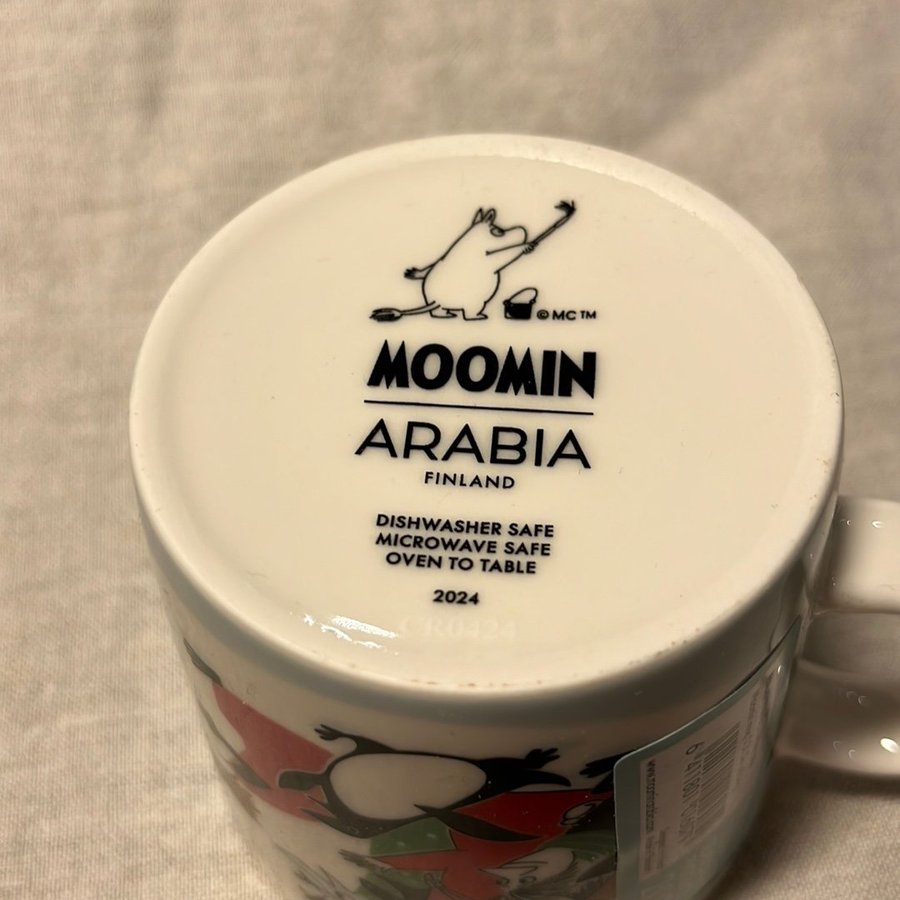 © MC ™
MOOMIN
ARABIA
FINLAND
DISHWASHER SAFE
MICROWAVE SAFE
OVEN TO TABLE
2024